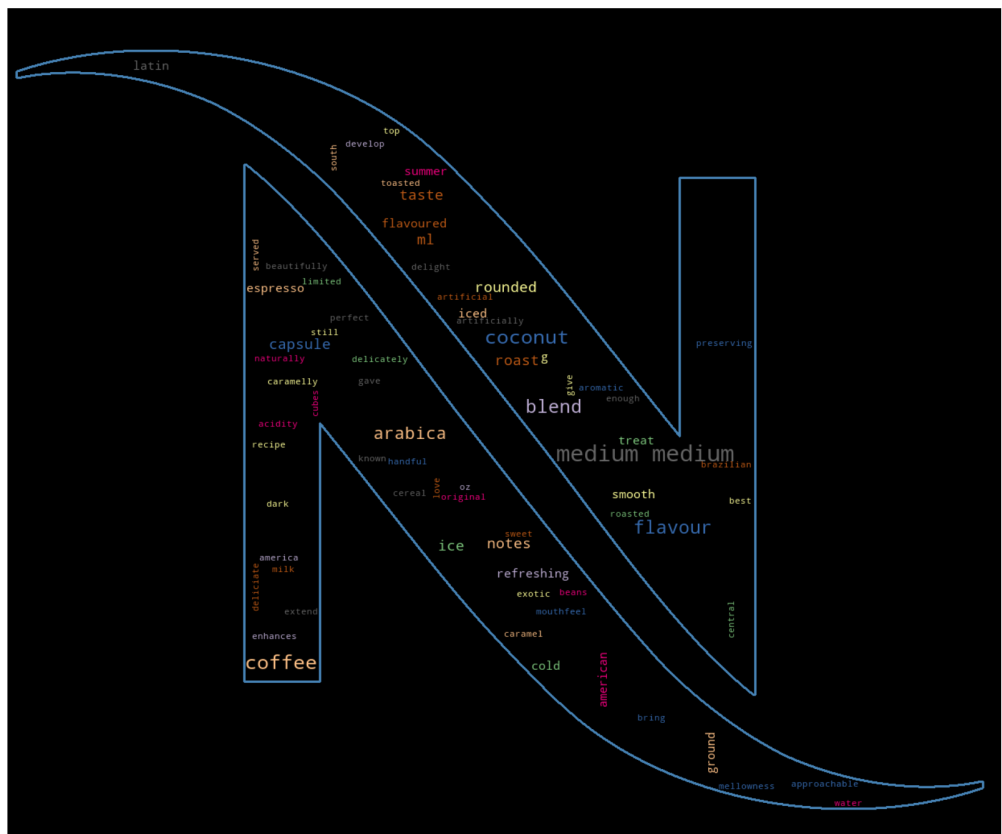 latin
top
develop
south
summer
toasted
taste
flavoured
ml
served
beautifully
delight
limited
espresso
rounded
artificial
iced
perfect
artificially
still
coconut
capsule
preserving
naturally
delicately
roast
g
caramelly
gave
give
aromatic
cubes
enough
blend
acidity
arabica
treat
recipe
medium medium
known
handful
brazilian
love
oz
cereal
original
smooth
best
dark
roasted
flavour
sweet
ice
notes
america
milk
refreshing
deliciate
exotic
beans
extend
mouthfeel
central
enhances
caramel
coffee
cold
american
bring
ground
mellowness
approachable
water